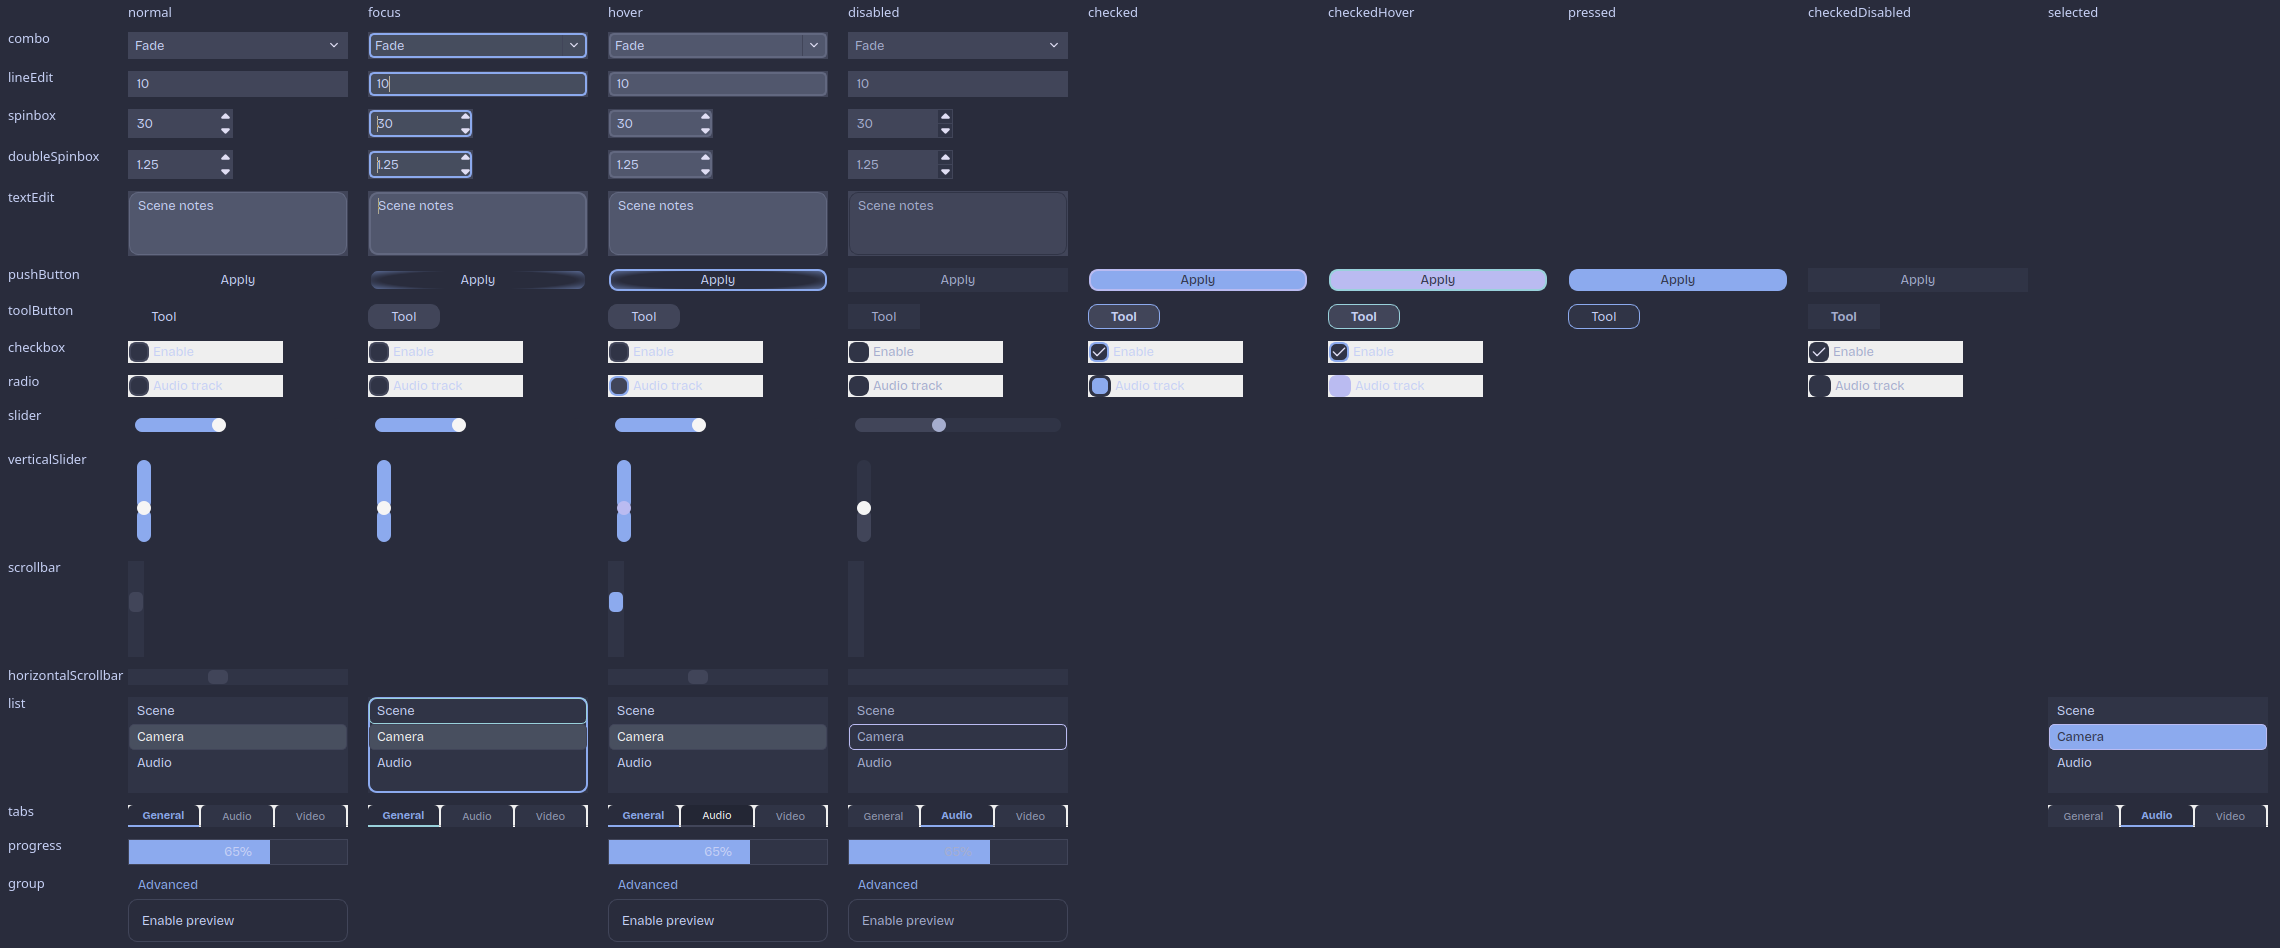 normal focus hover disabled checked checkedHover pressed checkedDisabled selected
combo Fade Fade Fade Fade
lineEdit 10 10 10 10
spinbox 30 30 30 30
doubleSpinbox 1.25 1.25 1.25 1.25
textEdit Scene notes Scene notes Scene notes Scene notes
pushButton Apply Apply Apply Apply Apply Apply Apply Apply
toolButton Tool Tool Tool Tool Tool Tool Tool Tool
checkbox Enable Enable Enable Enable Enable Enable Enable
radio Audio track Audio track Audio track Audio track Audio track Audio track Audio track
slider
verticalSlider
scrollbar
horizontalScrollbar
list Scene Scene Scene Scene Scene
Camera Camera Camera Camera Camera
Audio Audio Audio Audio Audio
tabs General Audio Video General Audio Video General Audio Video General Audio Video General Audio Video
progress 65% 65% 65%
group Advanced Advanced Advanced
Enable preview Enable preview Enable preview